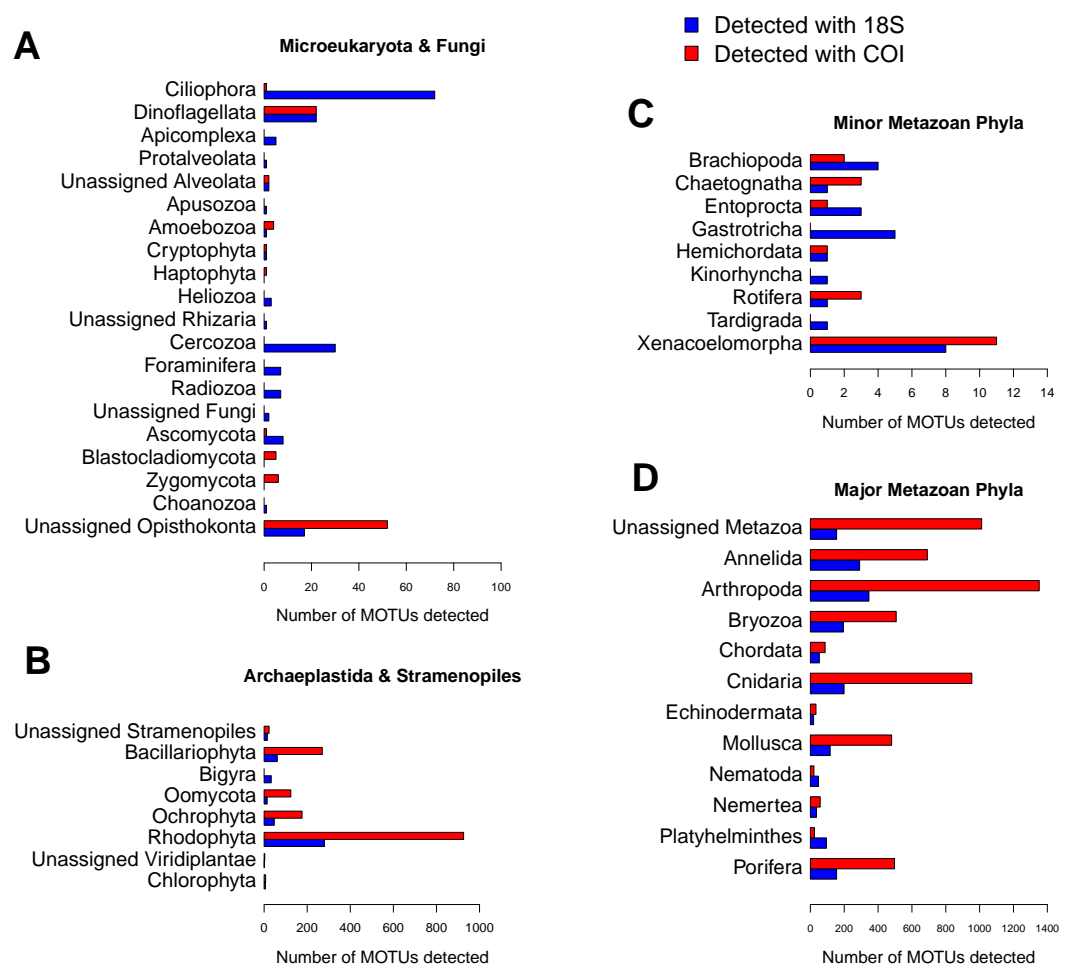 Detected with 18S
Detected with COI
A
Microeukaryota & Fungi
Ciliophora
Dinoflagellata
Apicomplexa
Protalveolata
Unassigned Alveolata
Apusozoa
Amoebozoa
Cryptophyta
Haptophyta
Heliozoa
Unassigned Rhizaria
Cercozoa
Foraminifera
Radiozoa
Unassigned Fungi
Ascomycota
Blastocladiomycota
Zygomycota
Choanozoa
Unassigned Opisthokonta
0 20 40 60 80 100
Number of MOTUs detected
B
Archaeplastida & Stramenopiles
Unassigned Stramenopiles
Bacillariophyta
Bigyra
Oomycota
Ochrophyta
Rhodophyta
Unassigned Viridiplantae
Chlorophyta
0 200 400 600 800 1000
Number of MOTUs detected
C
Minor Metazoan Phyla
Brachiopoda
Chaetognatha
Entoprocta
Gastrotricha
Hemichordata
Kinorhyncha
Rotifera
Tardigrada
Xenacoelomorpha
0 2 4 6 8 10 12 14
Number of MOTUs detected
D
Major Metazoan Phyla
Unassigned Metazoa
Annelida
Arthropoda
Bryozoa
Chordata
Cnidaria
Echinodermata
Mollusca
Nematoda
Nemertea
Platyhelminthes
Porifera
0 200 400 600 800 1000 1200 1400
Number of MOTUs detected